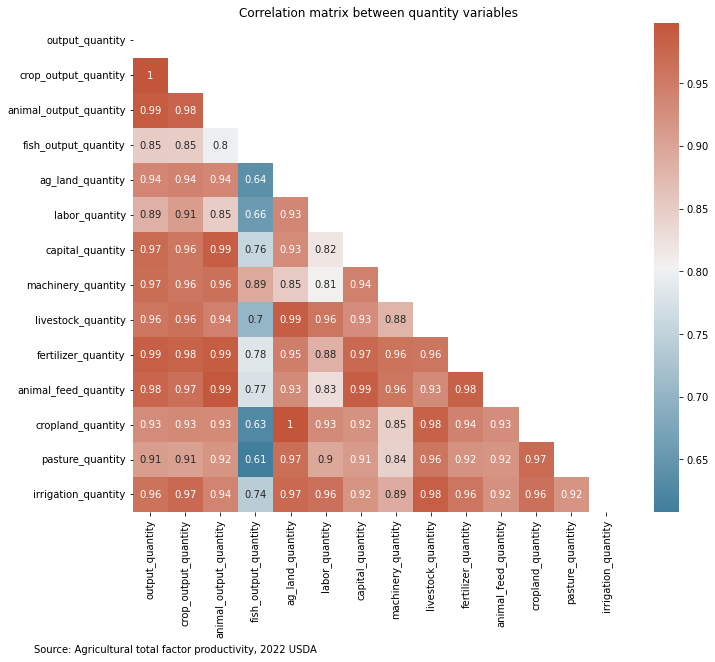 Correlation matrix between quantity variables
output_quantity
crop_output_quantity 1
animal_output_quantity 0.99 0.98
fish_output_quantity 0.85 0.85 0.8
ag_land_quantity 0.94 0.94 0.94 0.64
labor_quantity 0.89 0.91 0.85 0.66 0.93
capital_quantity 0.97 0.96 0.99 0.76 0.93 0.82
machinery_quantity 0.97 0.96 0.96 0.89 0.85 0.81 0.94
livestock_quantity 0.96 0.96 0.94 0.7 0.99 0.96 0.93 0.88
fertilizer_quantity 0.99 0.98 0.99 0.78 0.95 0.88 0.97 0.96 0.96
animal_feed_quantity 0.98 0.97 0.99 0.77 0.93 0.83 0.99 0.96 0.93 0.98
cropland_quantity 0.93 0.93 0.93 0.63 1 0.93 0.92 0.85 0.98 0.94 0.93
pasture_quantity 0.91 0.91 0.92 0.61 0.97 0.9 0.91 0.84 0.96 0.92 0.92 0.97
irrigation_quantity 0.96 0.97 0.94 0.74 0.97 0.96 0.92 0.89 0.98 0.96 0.92 0.96 0.92
output_quantity
crop_output_quantity
animal_output_quantity
fish_output_quantity
ag_land_quantity
labor_quantity
capital_quantity
machinery_quantity
livestock_quantity
fertilizer_quantity
animal_feed_quantity
cropland_quantity
pasture_quantity
irrigation_quantity
0.95
0.90
0.85
0.80
0.75
0.70
0.65
Source: Agricultural total factor productivity, 2022 USDA